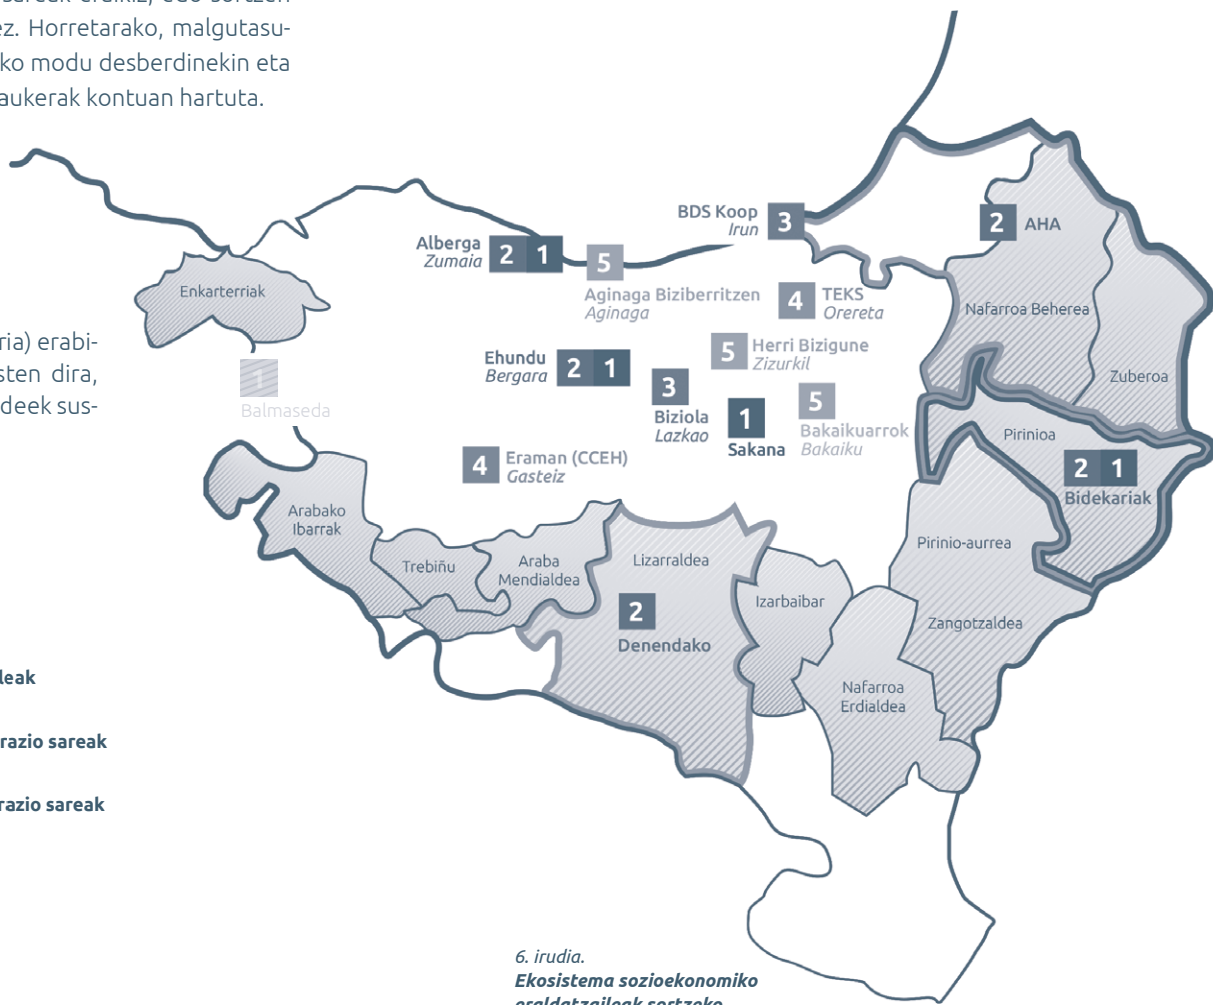 ez. Horretarako, malgutasu-
ko modu desberdinekin eta
aukerak kontuan hartuta.
BDS Koop
Irun
3
2
AHA
Alberga
Zumaia
2 1
5
Aginaga Biziberritzen
Aginaga
4
TEKS
Orereta
Enkarterriak
Nafarroa Beherea
ria) erabi-
sten dira,
deek sus-
1
Balmaseda
Ehundu
Bergara
2 1
5
Herri Bizigune
Zizurkil
3
Biziola
Lazkao
1
Sakana
5
Bakaikuarrok
Bakaiku
Zuberoa
Pirinioa
2 1
Bidekariak
4
Eraman (CCEH)
Gasteiz
Arabako
Ibarrak
Trebiñu
Araba
Mendialdea
Lizarraldea
2
Denendako
Izarbaibar
Pirinio-aurrea
Zangotzaldea
Nafarroa
Erdialdea
leak
razio sareak
razio sareak
6. irudia.
Ekosistema sozioekonomiko
eraldatzaileak sortzeko